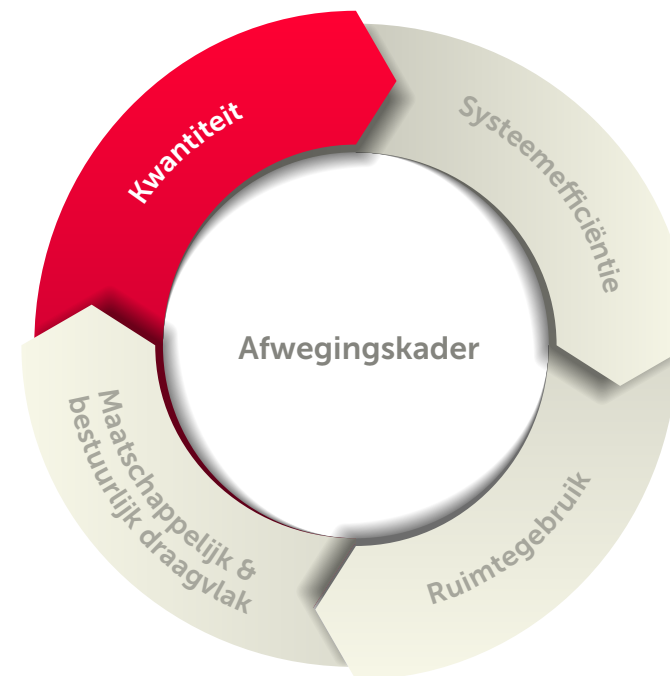 Kwantiteit
Systeemefficiëntie
Afwegingskader
Maatschappelijk &
bestuurlijk draagvlak
Ruimtegebruik